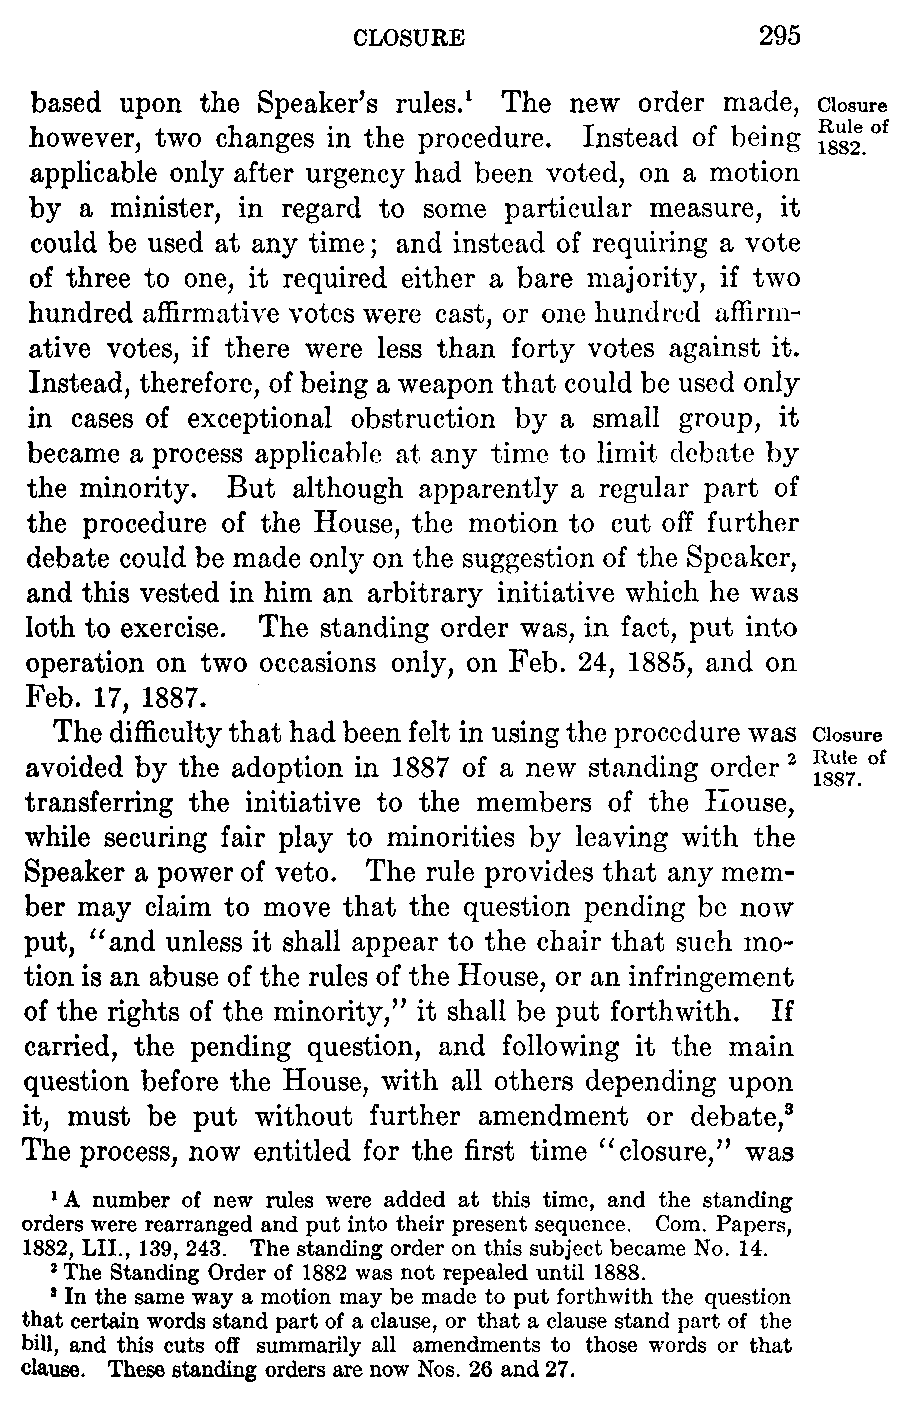 CLOSURE 295
based upon the Speaker's rules.¹ The new order made,
however, two changes in the procedure. Instead of being
applicable only after urgency had been voted, on a motion
by a minister, in regard to some particular measure, it
could be used at any time; and instead of requiring a vote
of three to one, it required either a bare majority, if two
hundred affirmative votes were cast, or one hundred affirm-
ative votes, if there were less than forty votes against it.
Instead, therefore, of being a weapon that could be used only
in cases of exceptional obstruction by a small group, it
became a process applicable at any time to limit debate by
the minority. But although apparently a regular part of
the procedure of the House, the motion to cut off further
debate could be made only on the suggestion of the Speaker,
and this vested in him an arbitrary initiative which he was
loth to exercise. The standing order was, in fact, put into
operation on two occasions only, on Feb. 24, 1885, and on
Feb. 17, 1887.
Closure
Rule of
1882.
The difficulty that had been felt in using the procedure was
avoided by the adoption in 1887 of a new standing order ²
transferring the initiative to the members of the House,
while securing fair play to minorities by leaving with the
Speaker a power of veto. The rule provides that any mem-
ber may claim to move that the question pending be now
put, "and unless it shall appear to the chair that such mo-
tion is an abuse of the rules of the House, or an infringement
of the rights of the minority," it shall be put forthwith. If
carried, the pending question, and following it the main
question before the House, with all others depending upon
it, must be put without further amendment or debate,³
The process, now entitled for the first time "closure," was
Closure
Rule of
1887.
¹ A number of new rules were added at this time, and the standing
orders were rearranged and put into their present sequence. Com. Papers,
1882, LII., 139, 243. The standing order on this subject became No. 14.
² The Standing Order of 1882 was not repealed until 1888.
³ In the same way a motion may be made to put forthwith the question
that certain words stand part of a clause, or that a clause stand part of the
bill, and this cuts off summarily all amendments to those words or that
clause. These standing orders are now Nos. 26 and 27.